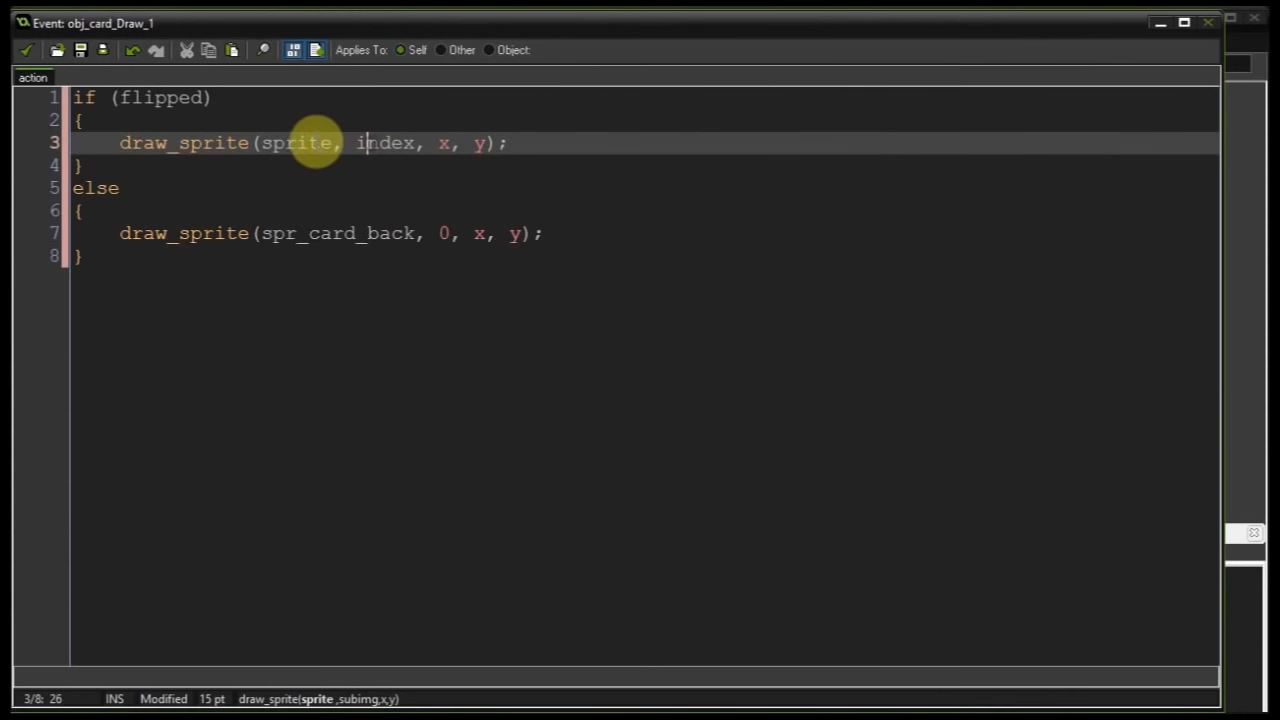 Event: obj_card_Draw_1
Applies To: Self Other Object:
action
1 if (flipped)
2 {
3 draw_sprite(sprite, index, x, y);
4 }
5 else
6 {
7 draw_sprite(spr_card_back, 0, x, y);
8 }
3/8: 26 INS Modified 15 pt draw_sprite(sprite ,subimg,x,y)